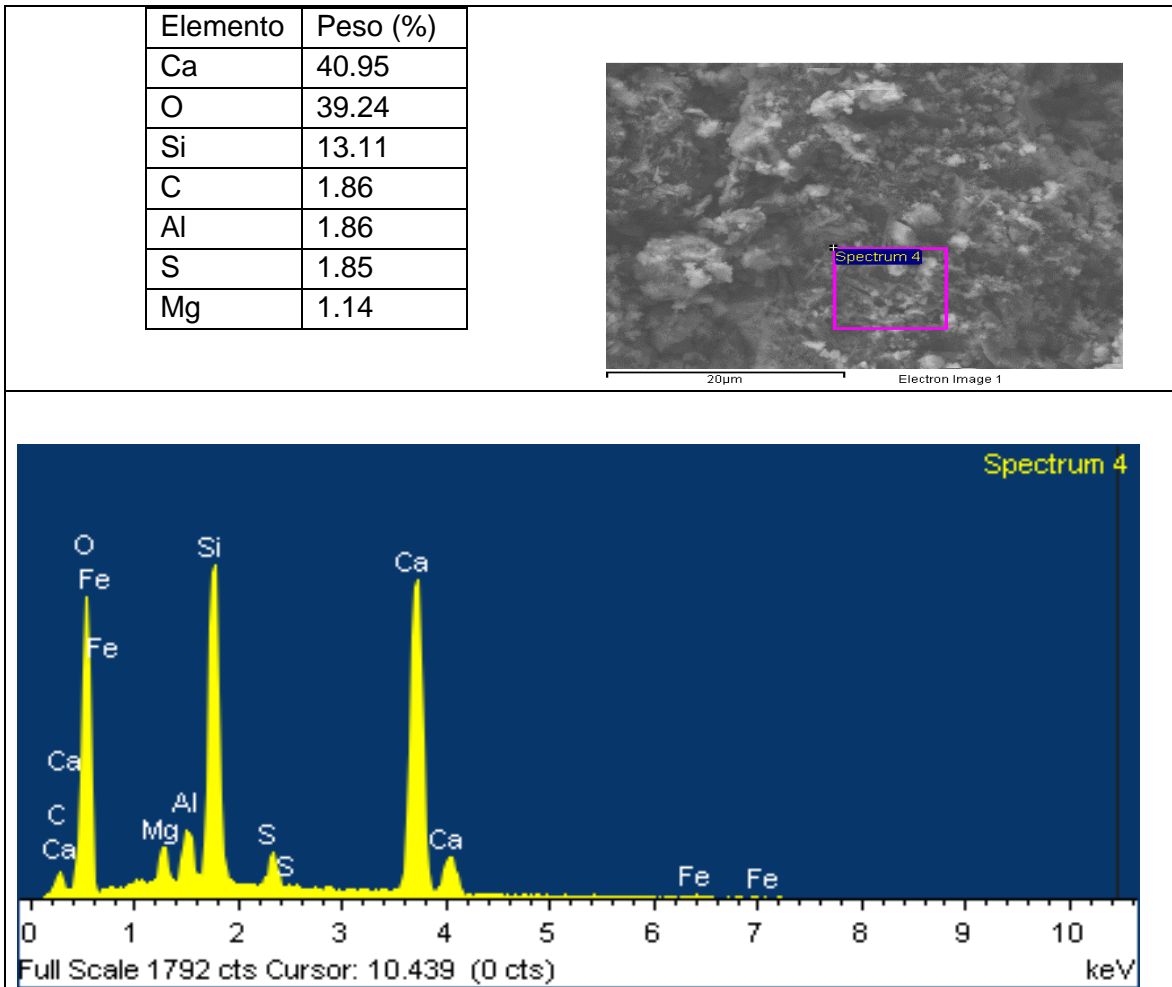 Elemento Peso (%)
Ca 40.95
O 39.24
Si 13.11
C 1.86
Al 1.86
S 1.85
Mg 1.14
Spectrum 4
20µm Electron Image 1
Spectrum 4
O
Fe
Fe
Ca
C
Ca
Mg
Al
Si
S
S
Ca
Ca
Fe
Fe
0 1 2 3 4 5 6 7 8 9 10
Full Scale 1792 cts Cursor: 10.439 (0 cts) keV